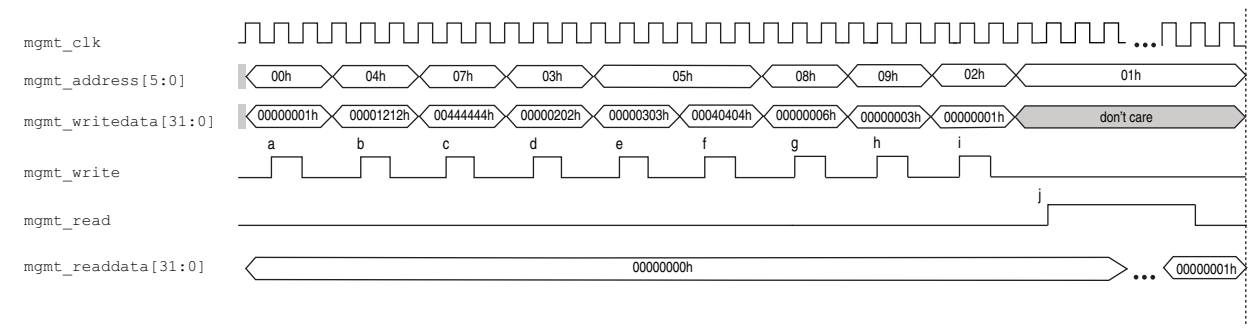 mgmt_clk
mgmt_address[5:0] 00h 04h 07h 03h 05h 08h 09h 02h 01h
mgmt_writedata[31:0] 00000001h 00001212h 00444444h 00000202h 00000303h 00040404h 00000006h 00000003h 00000001h don't care
a b c d e f g h i
mgmt_write
j
mgmt_read
mgmt_readdata[31:0] 00000000h 00000001h